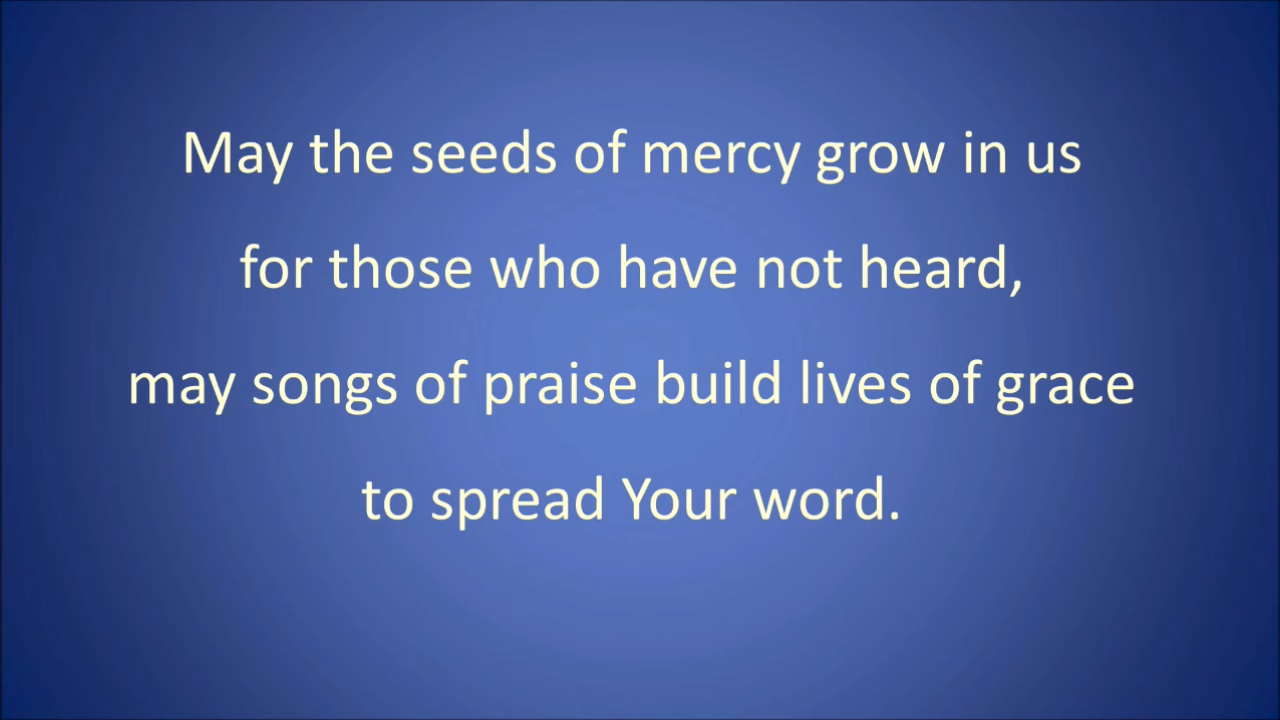 May the seeds of mercy grow in us
for those who have not heard,
may songs of praise build lives of grace
to spread Your word.